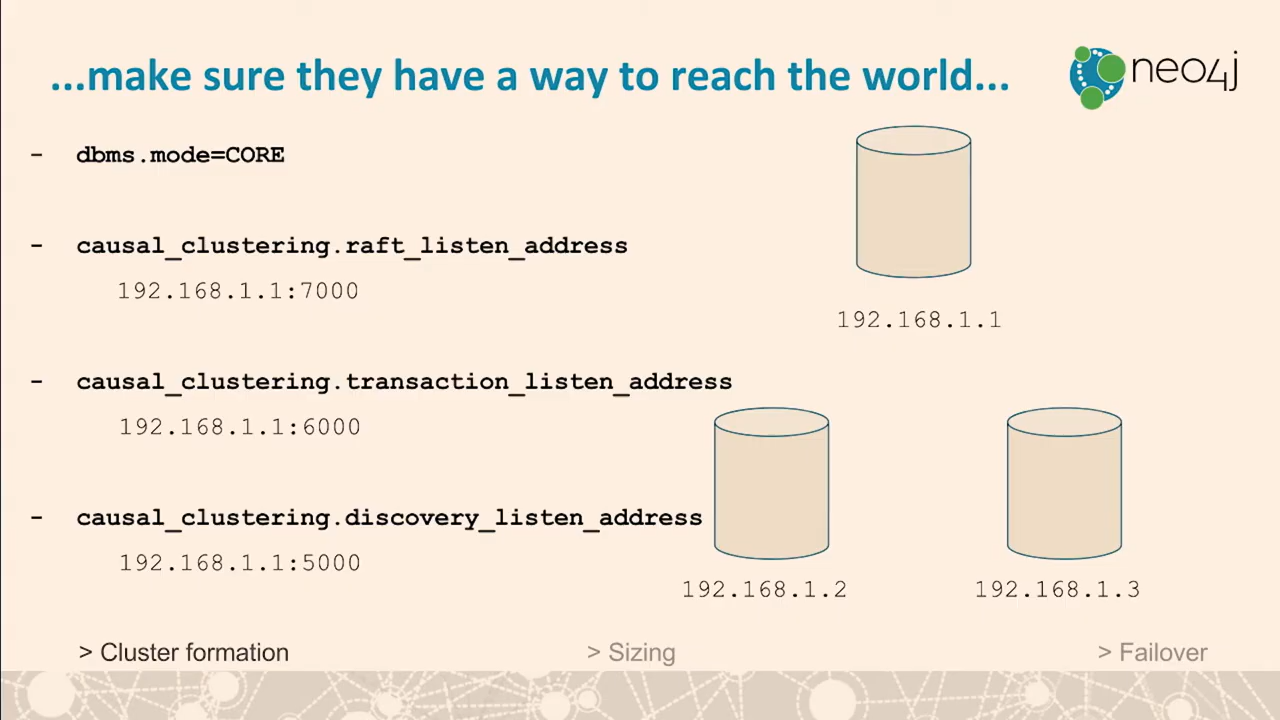 ...make sure they have a way to reach the world...
neo4j
- dbms.mode=CORE
- causal_clustering.raft_listen_address
192.168.1.1:7000
192.168.1.1
- causal_clustering.transaction_listen_address
192.168.1.1:6000
- causal_clustering.discovery_listen_address
192.168.1.1:5000
192.168.1.2
192.168.1.3
> Cluster formation
> Sizing
> Failover